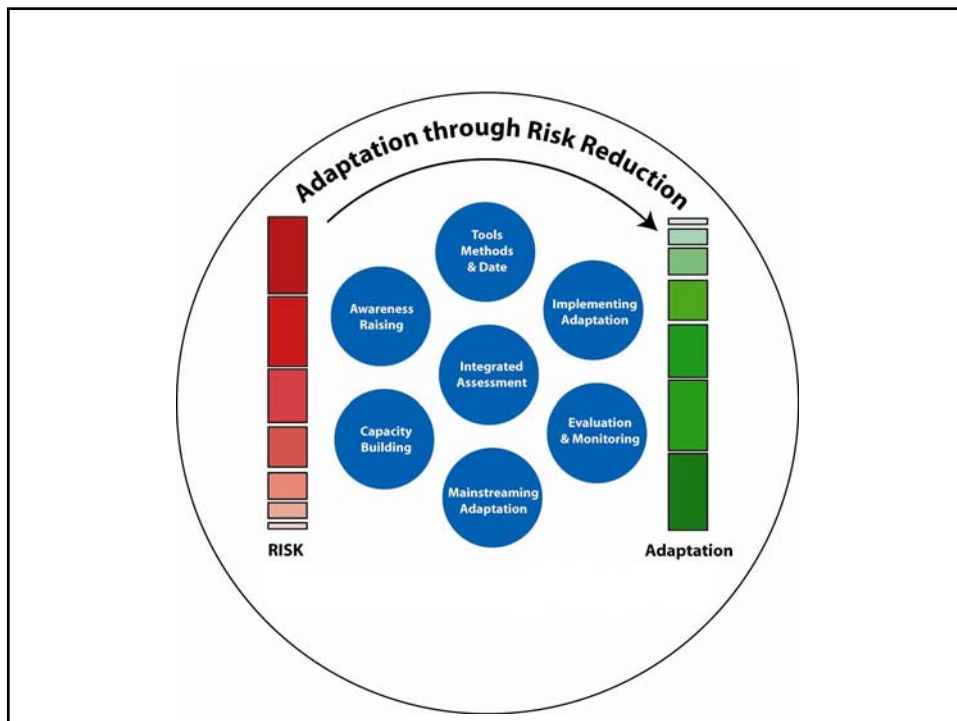 Adaptation through Risk Reduction
Tools
Methods
& Date
Awareness
Raising
Implementing
Adaptation
Integrated
Assessment
Capacity
Building
Evaluation
& Monitoring
Mainstreaming
Adaptation
RISK
Adaptation